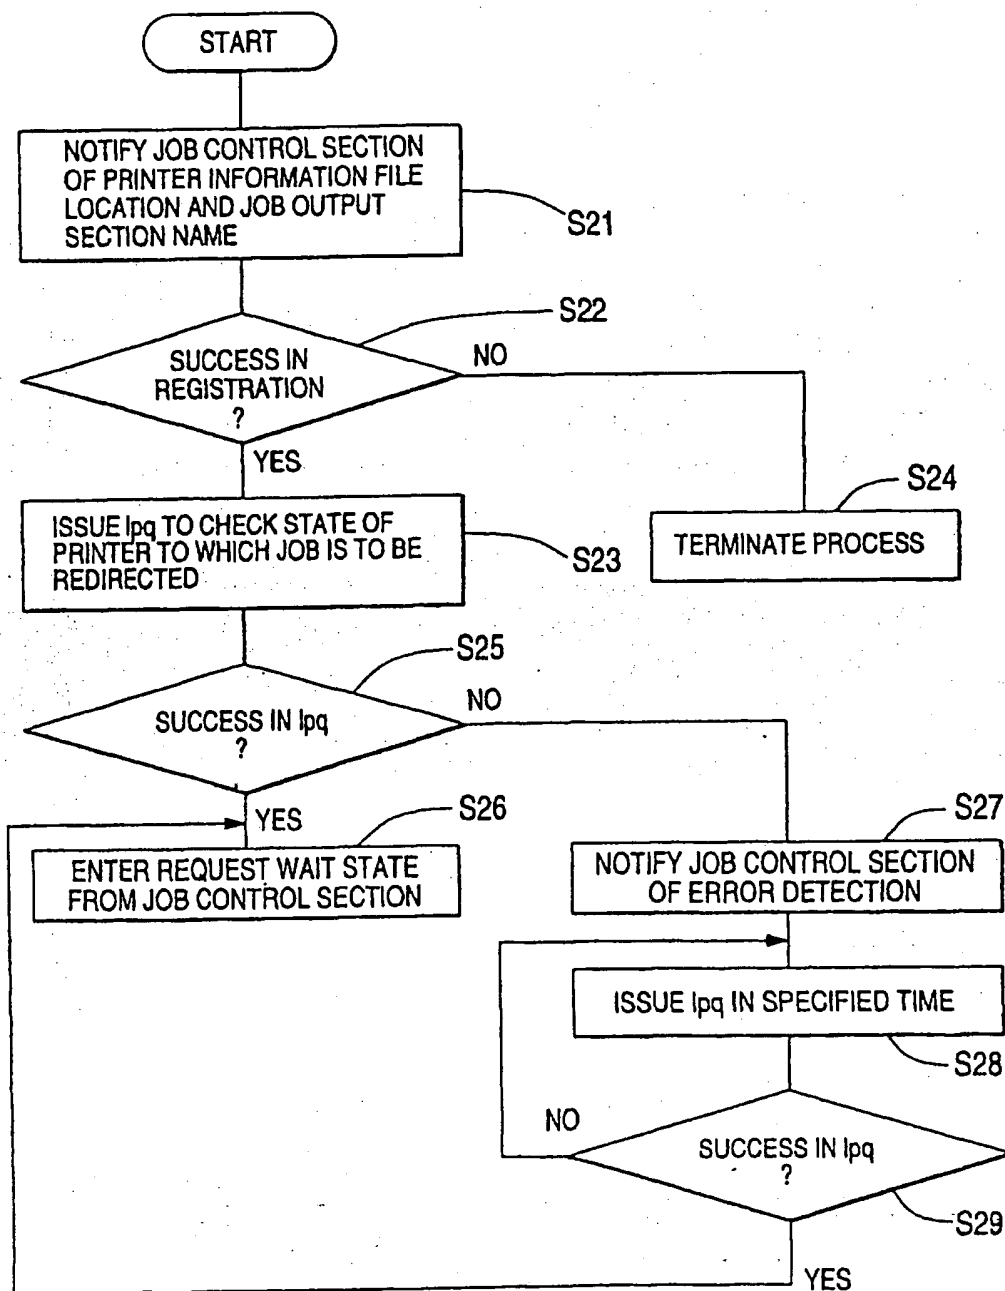 START
NOTIFY JOB CONTROL SECTION
OF PRINTER INFORMATION FILE
LOCATION AND JOB OUTPUT
SECTION NAME
S21
S22
SUCCESS IN
REGISTRATION
?
NO
YES
S24
TERMINATE PROCESS
ISSUE lpq TO CHECK STATE OF
PRINTER TO WHICH JOB IS TO BE
REDIRECTED
S23
S25
SUCCESS IN lpq
?
NO
YES
S26
ENTER REQUEST WAIT STATE
FROM JOB CONTROL SECTION
S27
NOTIFY JOB CONTROL SECTION
OF ERROR DETECTION
ISSUE lpq IN SPECIFIED TIME
S28
NO
SUCCESS IN lpq
?
S29
YES